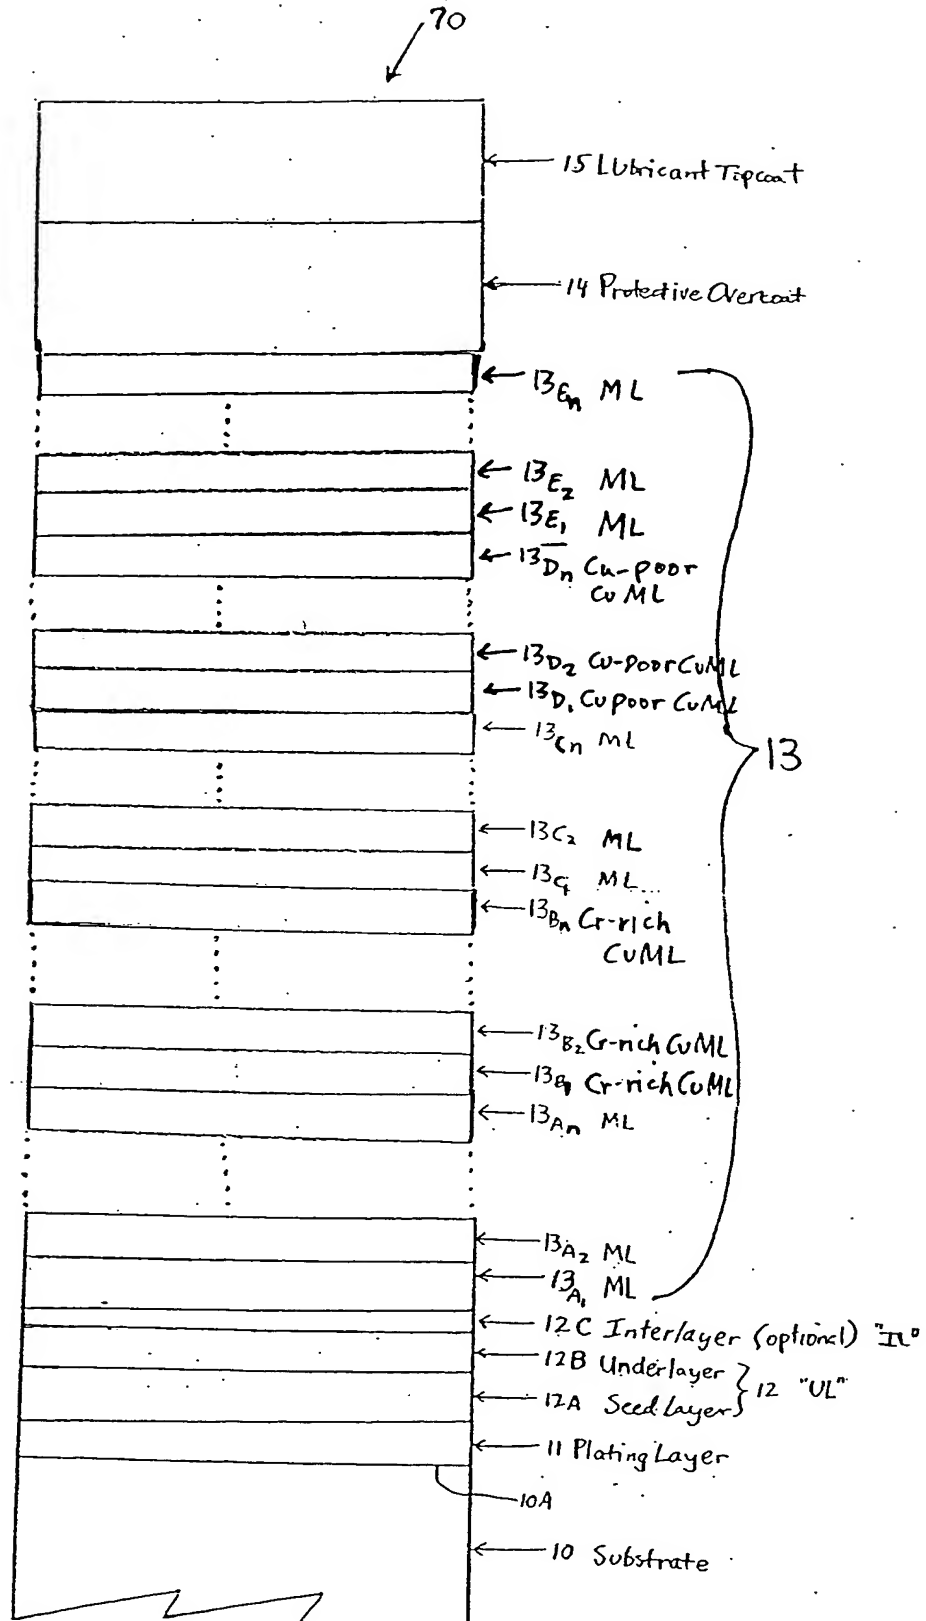 70
15 Lubricant Tipcoat
14 Protective Overcoat
13En ML
13E2 ML
13E1 ML
13Dn Cu-poor
CuML
13D2 Cu-poor CuML
13D1 Cu poor CuML
13Cn ML
13
13C2 ML
13C1 ML
13Bn Cr-rich
CuML
13B2 Cr-rich CuML
13B1 Cr-rich CuML
13An ML
13A2 ML
13A1 ML
12C Interlayer (optional) "IL"
12B Underlayer
12 "UL"
12A Seed Layer
11 Plating Layer
10A
10 Substrate